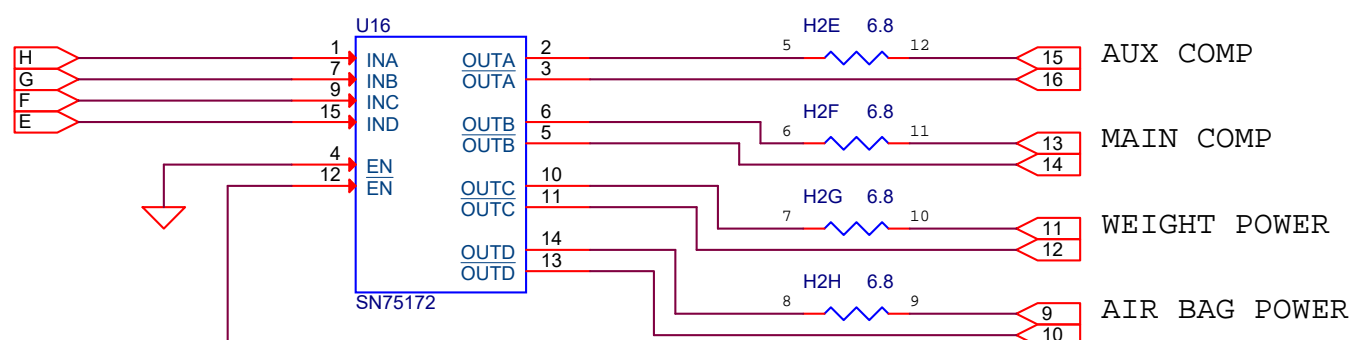 U16 H2E 6.8
H 1 INA OUTA 2 5 12 15 AUX COMP
G 7 INB OUTA 3 16
F 9 INC
E 15 IND OUTB 6 H2F 6.8
OUTB 5 6 11 13 MAIN COMP
4 EN 14
12 EN OUTC 10 H2G 6.8
OUTC 11 7 10 11 WEIGHT POWER
12
OUTD 14
OUTD 13 H2H 6.8
SN75172 8 9 9 AIR BAG POWER
10